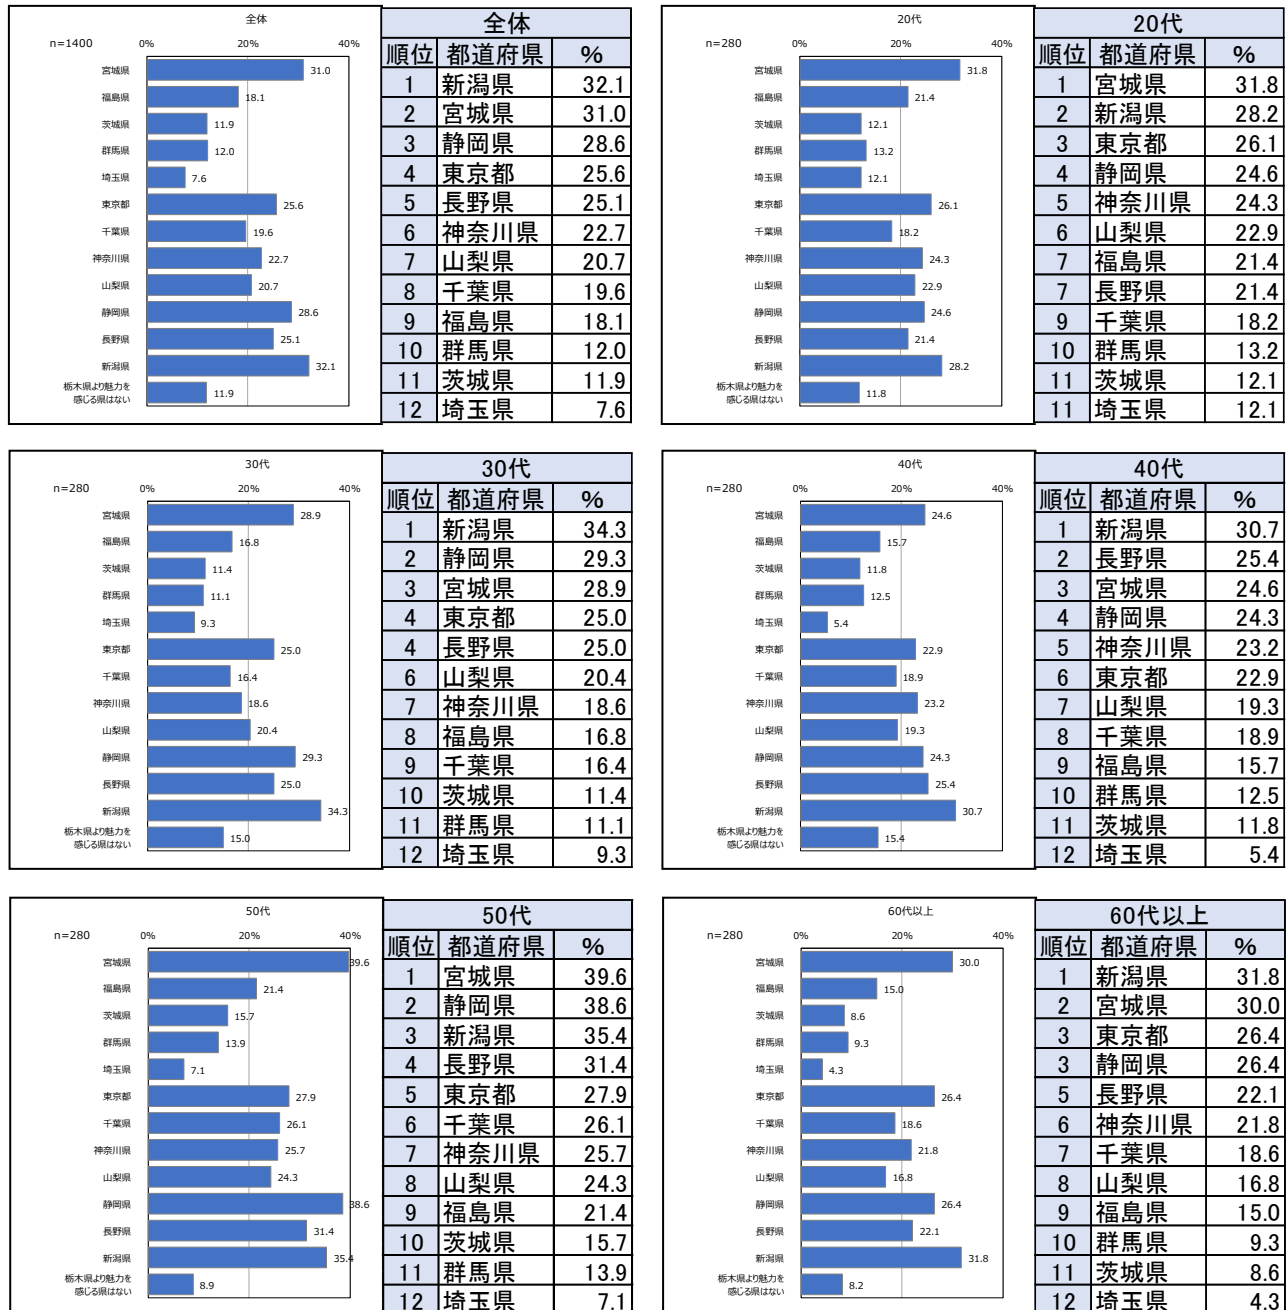 全体
n=1400
0% 20% 40%
宮城県 31.0
福島県 18.1
茨城県 11.9
群馬県 12.0
埼玉県 7.6
東京都 25.6
千葉県 19.6
神奈川県 22.7
山梨県 20.7
静岡県 28.6
長野県 25.1
新潟県 32.1
栃木県より魅力を
感じる県はない 11.9
全体
順位 都道府県 %
1 新潟県 32.1
2 宮城県 31.0
3 静岡県 28.6
4 東京都 25.6
5 長野県 25.1
6 神奈川県 22.7
7 山梨県 20.7
8 千葉県 19.6
9 福島県 18.1
10 群馬県 12.0
11 茨城県 11.9
12 埼玉県 7.6
20代
n=280
0% 20% 40%
宮城県 31.8
福島県 21.4
茨城県 12.1
群馬県 13.2
埼玉県 12.1
東京都 26.1
千葉県 18.2
神奈川県 24.3
山梨県 22.9
静岡県 24.6
長野県 21.4
新潟県 28.2
栃木県より魅力を
感じる県はない 11.8
20代
順位 都道府県 %
1 宮城県 31.8
2 新潟県 28.2
3 東京都 26.1
4 静岡県 24.6
5 神奈川県 24.3
6 山梨県 22.9
7 福島県 21.4
7 長野県 21.4
9 千葉県 18.2
10 群馬県 13.2
11 茨城県 12.1
11 埼玉県 12.1
30代
n=280
0% 20% 40%
宮城県 28.9
福島県 16.8
茨城県 11.4
群馬県 11.1
埼玉県 9.3
東京都 25.0
千葉県 16.4
神奈川県 18.6
山梨県 20.4
静岡県 29.3
長野県 25.0
新潟県 34.3
栃木県より魅力を
感じる県はない 15.0
30代
順位 都道府県 %
1 新潟県 34.3
2 静岡県 29.3
3 宮城県 28.9
4 東京都 25.0
4 長野県 25.0
6 山梨県 20.4
7 神奈川県 18.6
8 福島県 16.8
9 千葉県 16.4
10 茨城県 11.4
11 群馬県 11.1
12 埼玉県 9.3
40代
n=280
0% 20% 40%
宮城県 24.6
福島県 15.7
茨城県 11.8
群馬県 12.5
埼玉県 5.4
東京都 22.9
千葉県 18.9
神奈川県 23.2
山梨県 19.3
静岡県 24.3
長野県 25.4
新潟県 30.7
栃木県より魅力を
感じる県はない 15.4
40代
順位 都道府県 %
1 新潟県 30.7
2 長野県 25.4
3 宮城県 24.6
4 静岡県 24.3
5 神奈川県 23.2
6 東京都 22.9
7 山梨県 19.3
8 千葉県 18.9
9 福島県 15.7
10 群馬県 12.5
11 茨城県 11.8
12 埼玉県 5.4
50代
n=280
0% 20% 40%
宮城県 39.6
福島県 21.4
茨城県 15.7
群馬県 13.9
埼玉県 7.1
東京都 27.9
千葉県 26.1
神奈川県 25.7
山梨県 24.3
静岡県 38.6
長野県 31.4
新潟県 35.4
栃木県より魅力を
感じる県はない 8.9
50代
順位 都道府県 %
1 宮城県 39.6
2 静岡県 38.6
3 新潟県 35.4
4 長野県 31.4
5 東京都 27.9
6 千葉県 26.1
7 神奈川県 25.7
8 山梨県 24.3
9 福島県 21.4
10 茨城県 15.7
11 群馬県 13.9
12 埼玉県 7.1
60代以上
n=280
0% 20% 40%
宮城県 30.0
福島県 15.0
茨城県 8.6
群馬県 9.3
埼玉県 4.3
東京都 26.4
千葉県 18.6
神奈川県 21.8
山梨県 16.8
静岡県 26.4
長野県 22.1
新潟県 31.8
栃木県より魅力を
感じる県はない 8.2
60代以上
順位 都道府県 %
1 新潟県 31.8
2 宮城県 30.0
3 東京都 26.4
3 静岡県 26.4
5 長野県 22.1
6 神奈川県 21.8
7 千葉県 18.6
8 山梨県 16.8
9 福島県 15.0
10 群馬県 9.3
11 茨城県 8.6
12 埼玉県 4.3